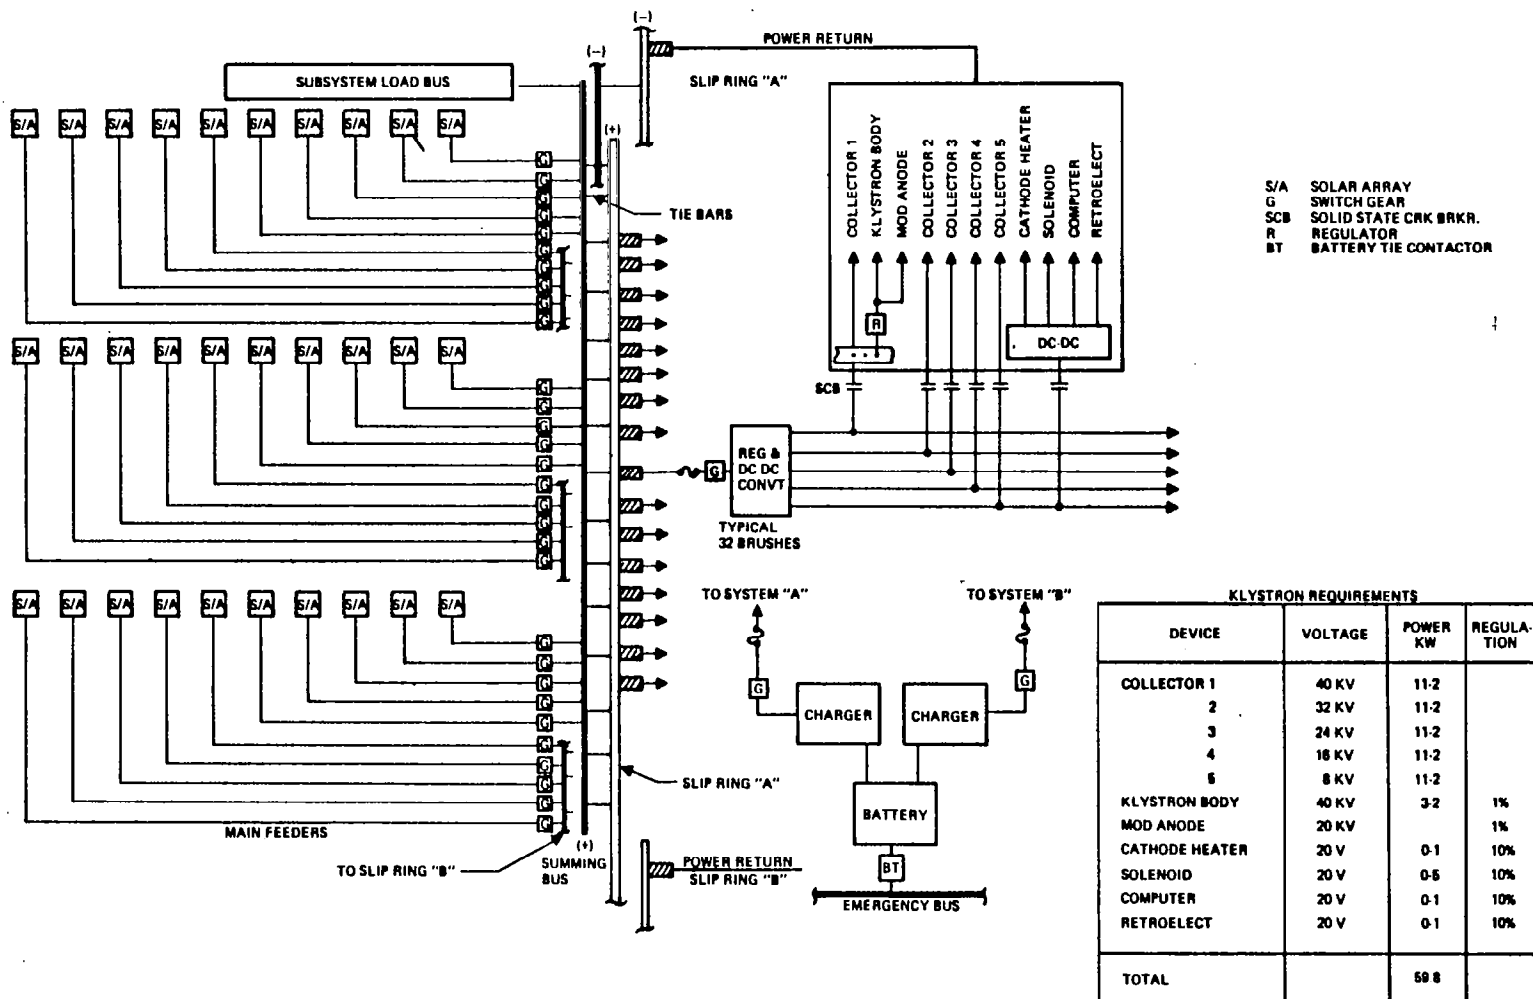 (−)
POWER RETURN
(−)
SLIP RING "A"
SUBSYSTEM LOAD BUS
(+)
S/A S/A S/A S/A S/A S/A S/A S/A S/A S/A
G
G
G
G
G
G
G
G
G
G
TIE BARS
S/A S/A S/A S/A S/A S/A S/A S/A S/A S/A
G
G
G
G
G
G
G
G
G
G
S/A S/A S/A S/A S/A S/A S/A S/A S/A S/A
G
G
G
G
G
G
G
G
G
G
MAIN FEEDERS
TO SLIP RING "B"
(+)
SUMMING
BUS
SLIP RING "A"
POWER RETURN
SLIP RING "B"
COLLECTOR 1
KLYSTRON BODY
MOD ANODE
COLLECTOR 2
COLLECTOR 3
COLLECTOR 4
COLLECTOR 5
CATHODE HEATER
SOLENOID
COMPUTER
RETROELECT
R
DC-DC
SCB
G
REG &
DC DC
CONVT
TYPICAL
32 BRUSHES
S/A SOLAR ARRAY
G SWITCH GEAR
SCB SOLID STATE CRK BRKR.
R REGULATOR
BT BATTERY TIE CONTACTOR
TO SYSTEM "A"
TO SYSTEM "B"
G
G
CHARGER
CHARGER
BATTERY
BT
EMERGENCY BUS
KLYSTRON REQUIREMENTS
DEVICE VOLTAGE POWER KW REGULA-TION
COLLECTOR 1 40 KV 11·2
2 32 KV 11·2
3 24 KV 11·2
4 16 KV 11·2
5 8 KV 11·2
KLYSTRON BODY 40 KV 3·2 1%
MOD ANODE 20 KV 1%
CATHODE HEATER 20 V 0·1 10%
SOLENOID 20 V 0·5 10%
COMPUTER 20 V 0·1 10%
RETROELECT 20 V 0·1 10%
TOTAL 59 8